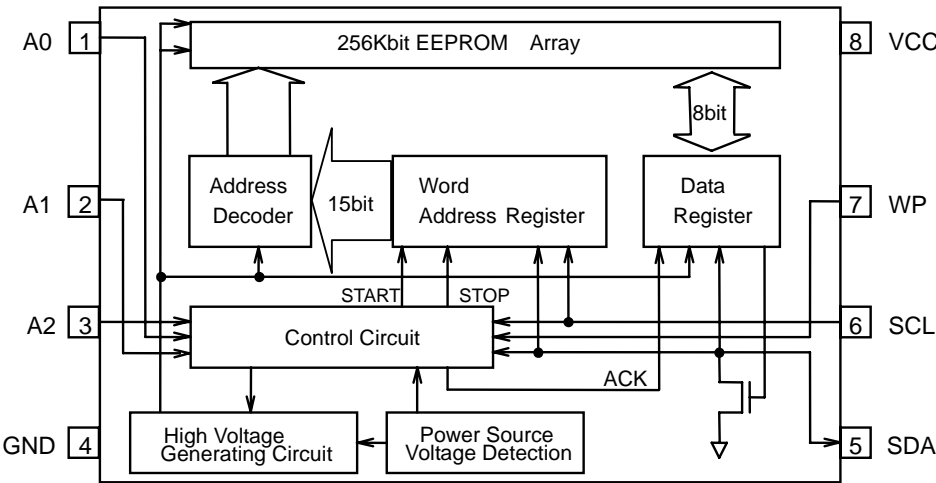 A0 1
256Kbit EEPROM Array
8 VCC
8bit
A1 2
Address
Decoder
15bit
Word
Address Register
Data
Register
7 WP
START STOP
A2 3
Control Circuit
6 SCL
ACK
GND 4
High Voltage
Generating Circuit
Power Source
Voltage Detection
5 SDA